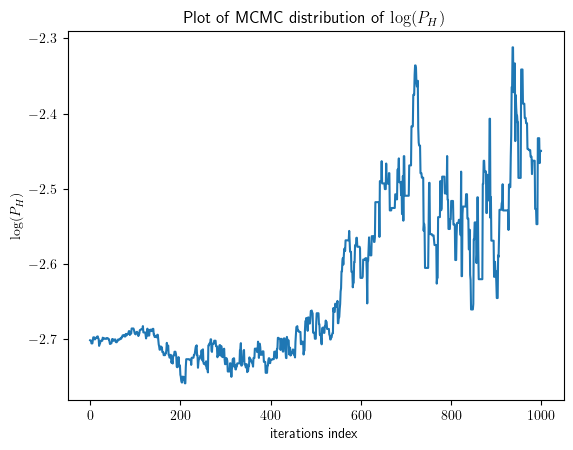 Plot of MCMC distribution of log(P_H)
−2.3
−2.4
−2.5
−2.6
−2.7
log(P_H)
0 200 400 600 800 1000
iterations index